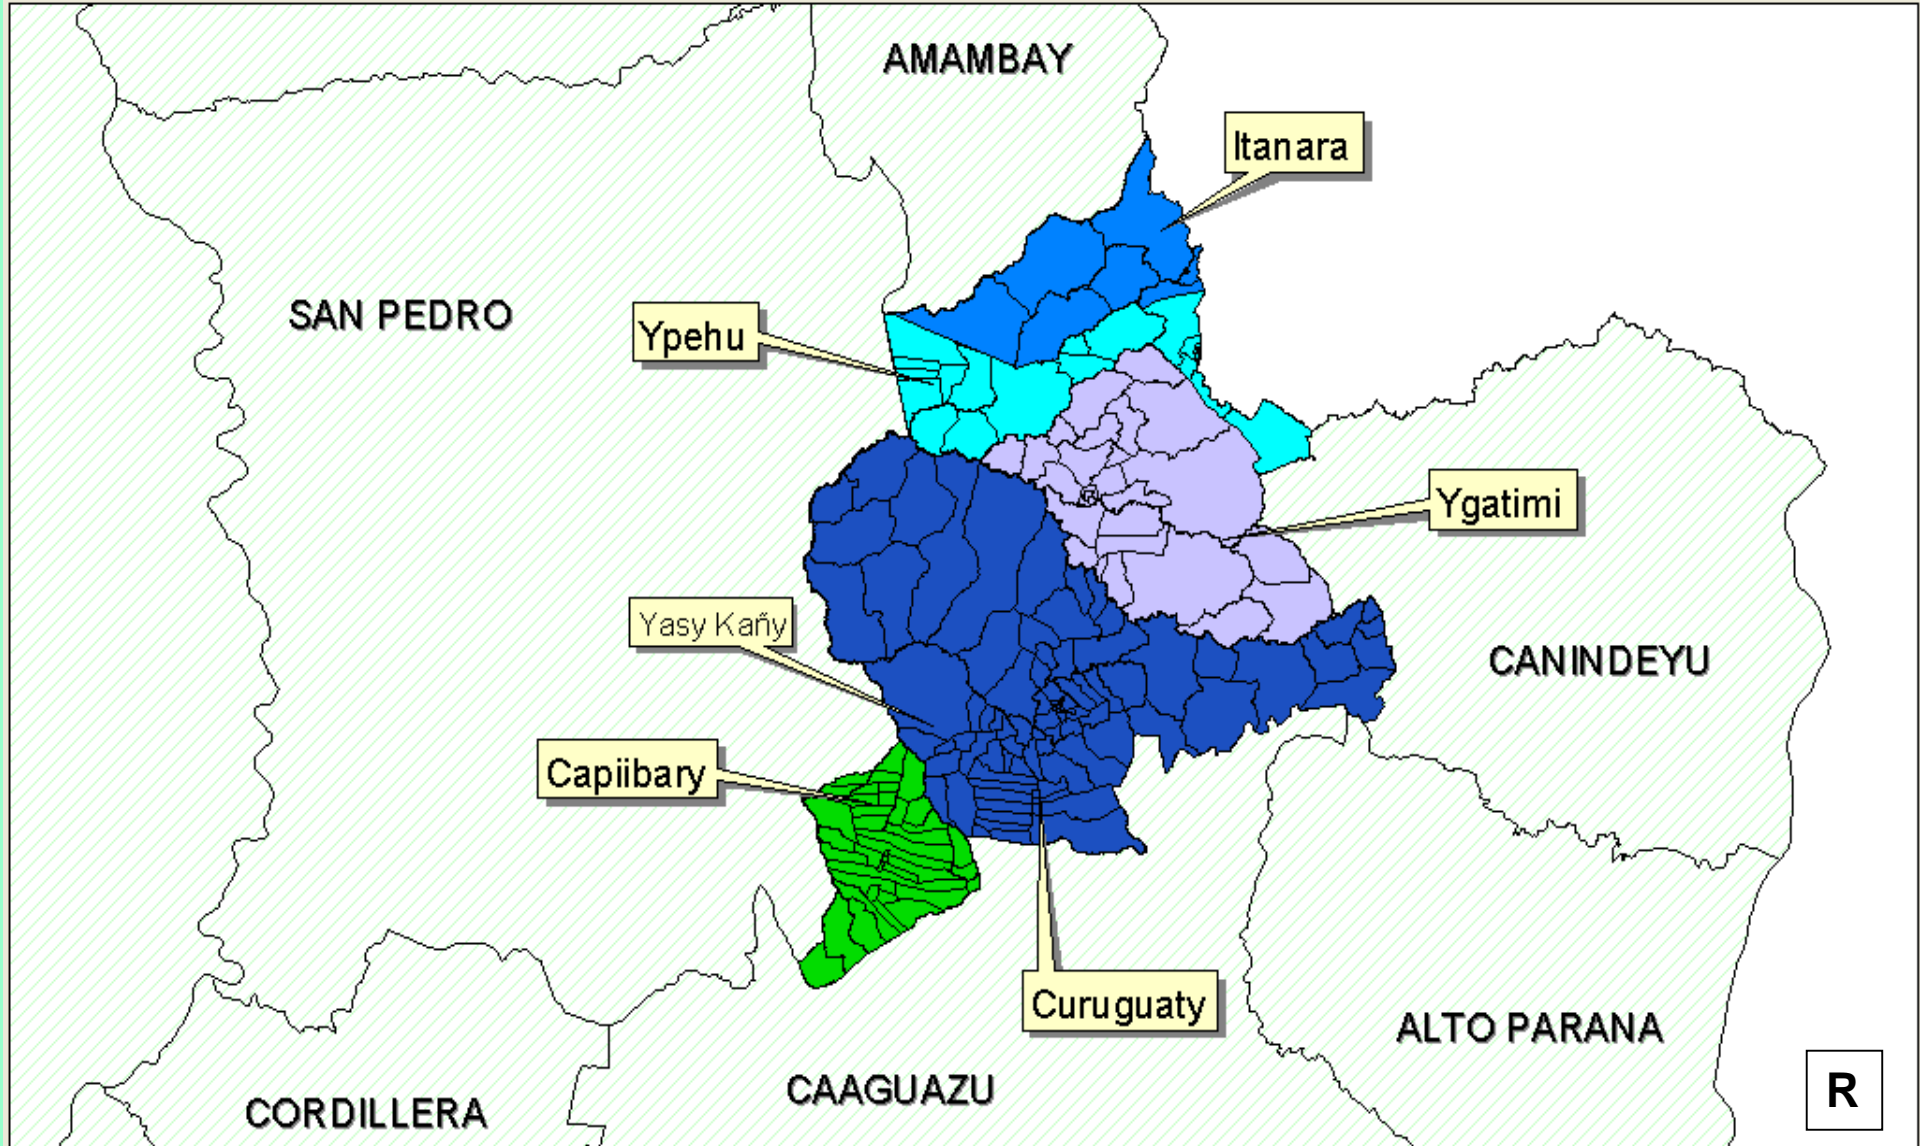 AMAMBAY
Itanara
SAN PEDRO
Ypehu
Ygatimi
Yasy Kañy
CANINDEYU
Capiibary
Curuguaty
ALTO PARANA
CAAGUAZU
CORDILLERA
R